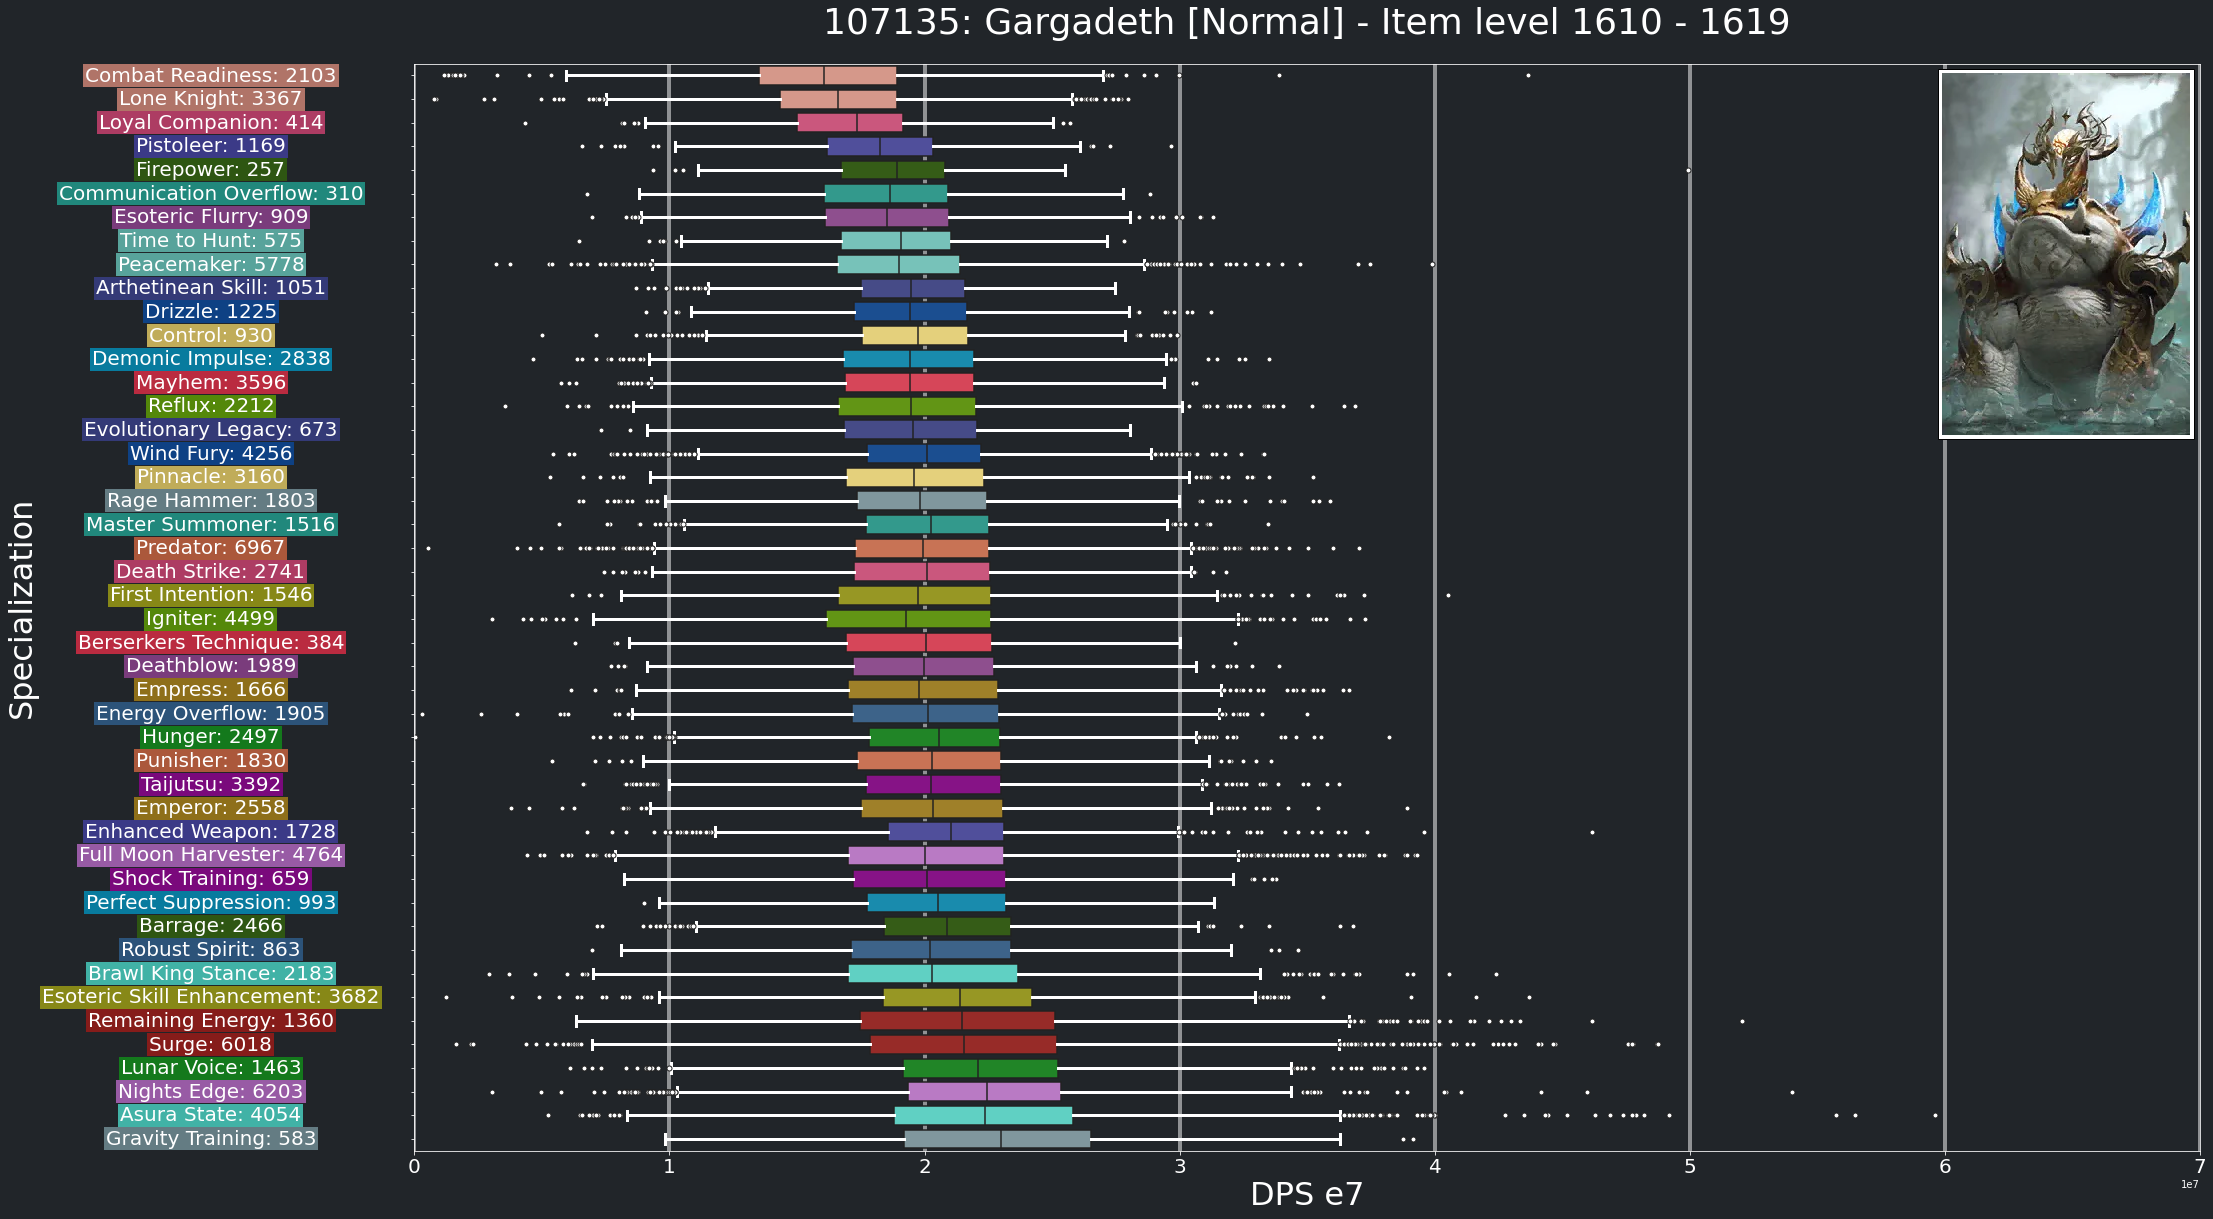 107135: Gargadeth [Normal] - Item level 1610 - 1619
Specialization
Combat Readiness: 2103
Lone Knight: 3367
Loyal Companion: 414
Pistoleer: 1169
Firepower: 257
Communication Overflow: 310
Esoteric Flurry: 909
Time to Hunt: 575
Peacemaker: 5778
Arthetinean Skill: 1051
Drizzle: 1225
Control: 930
Demonic Impulse: 2838
Mayhem: 3596
Reflux: 2212
Evolutionary Legacy: 673
Wind Fury: 4256
Pinnacle: 3160
Rage Hammer: 1803
Master Summoner: 1516
Predator: 6967
Death Strike: 2741
First Intention: 1546
Igniter: 4499
Berserkers Technique: 384
Deathblow: 1989
Empress: 1666
Energy Overflow: 1905
Hunger: 2497
Punisher: 1830
Taijutsu: 3392
Emperor: 2558
Enhanced Weapon: 1728
Full Moon Harvester: 4764
Shock Training: 659
Perfect Suppression: 993
Barrage: 2466
Robust Spirit: 863
Brawl King Stance: 2183
Esoteric Skill Enhancement: 3682
Remaining Energy: 1360
Surge: 6018
Lunar Voice: 1463
Nights Edge: 6203
Asura State: 4054
Gravity Training: 583
0 1 2 3 4 5 6 7
1e7
DPS e7